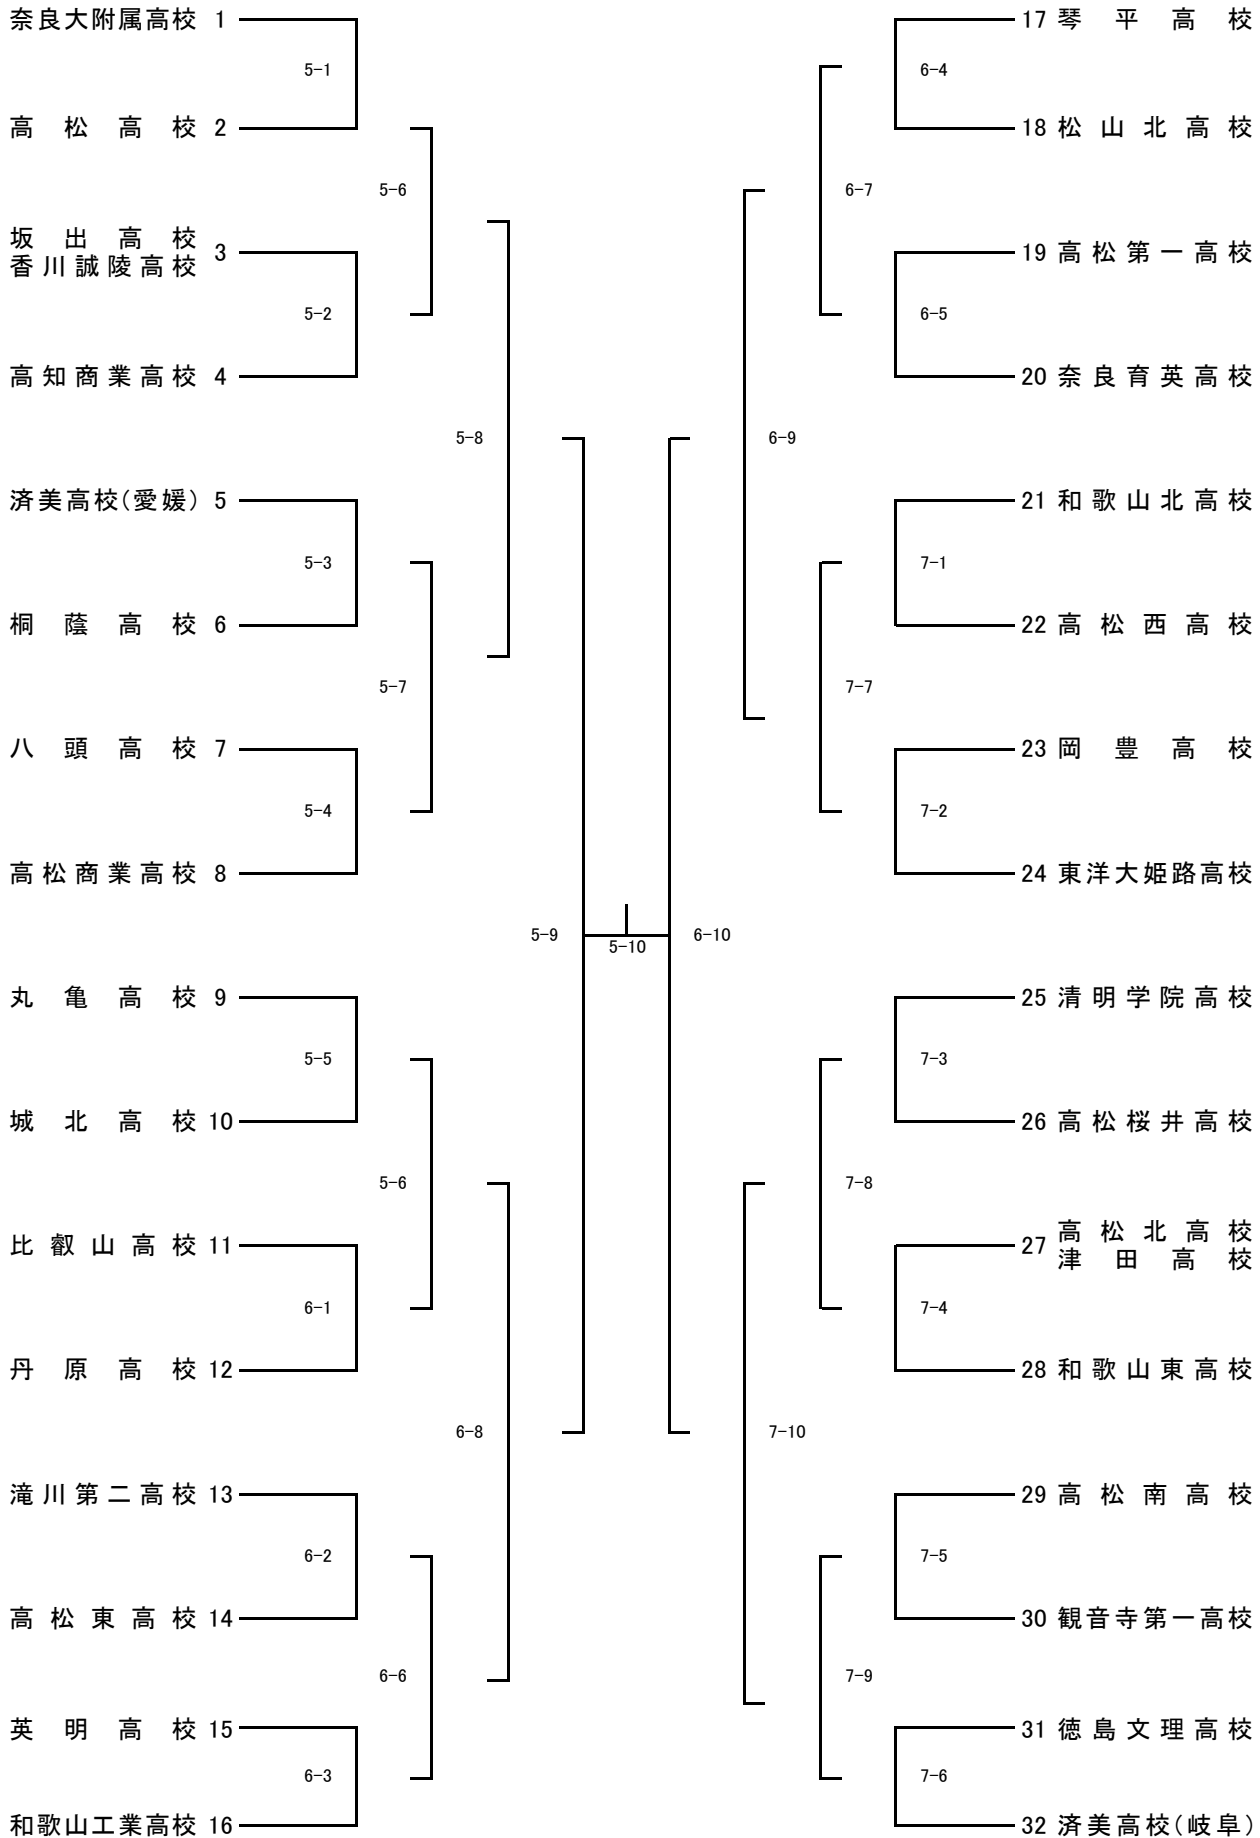 奈良大附属高校 1
5-1
高松高校 2
5-6
坂出高校
香川誠陵高校 3
5-2
高知商業高校 4
5-8
済美高校(愛媛) 5
5-3
桐蔭高校 6
5-7
八頭高校 7
5-4
高松商業高校 8
5-9
丸亀高校 9
5-5
城北高校 10
5-6
比叡山高校 11
6-1
丹原高校 12
6-8
滝川第二高校 13
6-2
高松東高校 14
6-6
英明高校 15
6-3
和歌山工業高校 16
5-10
17 琴平高校
6-4
18 松山北高校
6-7
19 高松第一高校
6-5
20 奈良育英高校
6-9
21 和歌山北高校
7-1
22 高松西高校
7-7
23 岡豊高校
7-2
24 東洋大姫路高校
6-10
25 清明学院高校
7-3
26 高松桜井高校
7-8
27 高松北高校
津田高校
7-4
28 和歌山東高校
7-10
29 高松南高校
7-5
30 観音寺第一高校
7-9
31 徳島文理高校
7-6
32 済美高校(岐阜)